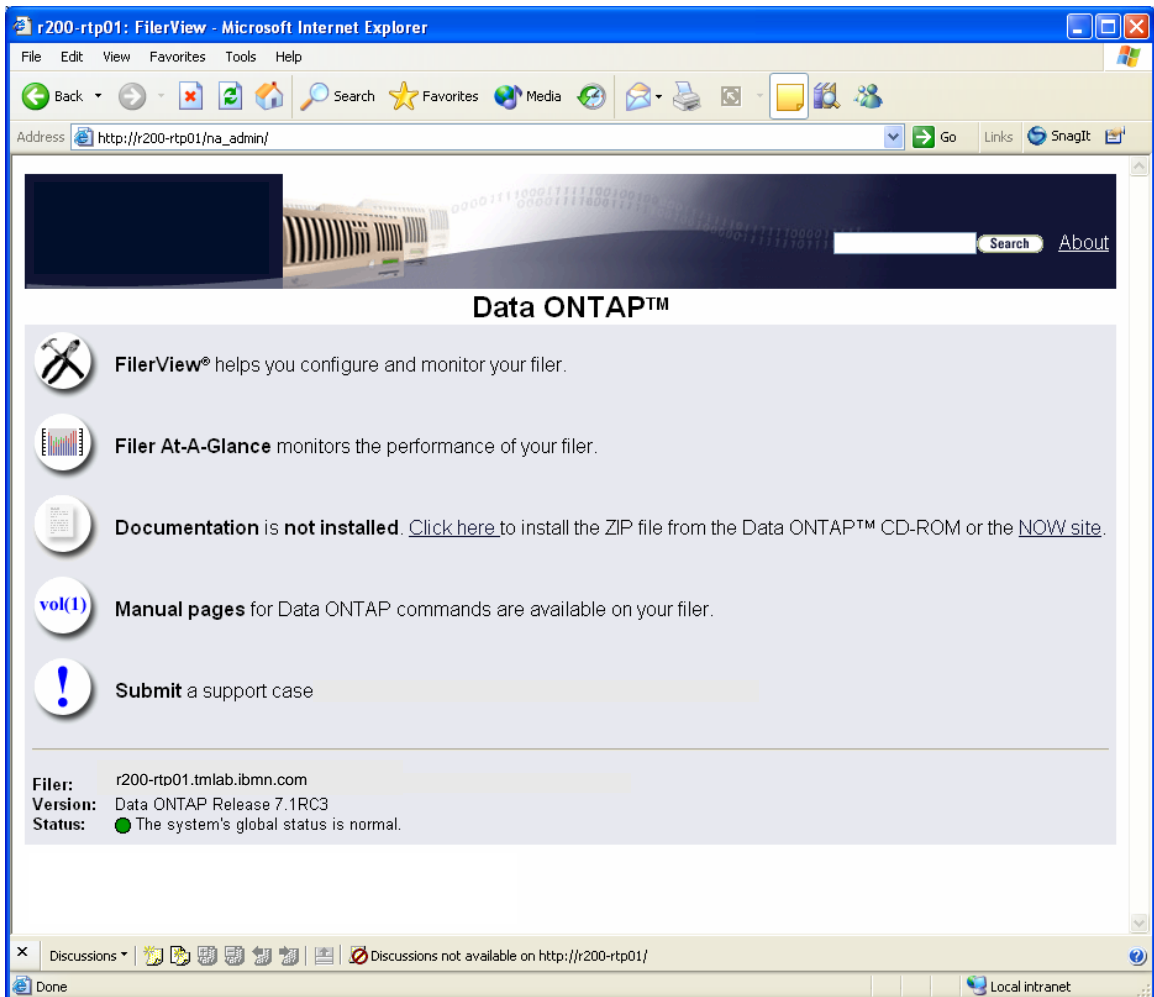 r200-rtp01: FilerView - Microsoft Internet Explorer
File Edit View Favorites Tools Help
Back Search Favorites Media
Address http://r200-rtp01/na_admin/ Go Links SnagIt
Search About
Data ONTAP™
FilerView® helps you configure and monitor your filer.
Filer At-A-Glance monitors the performance of your filer.
Documentation is not installed. Click here to install the ZIP file from the Data ONTAP™ CD-ROM or the NOW site.
vol(1)
Manual pages for Data ONTAP commands are available on your filer.
!
Submit a support case
Filer: r200-rtp01.tmlab.ibmn.com
Version: Data ONTAP Release 7.1RC3
Status: The system's global status is normal.
Discussions Discussions not available on http://r200-rtp01/
Done Local intranet